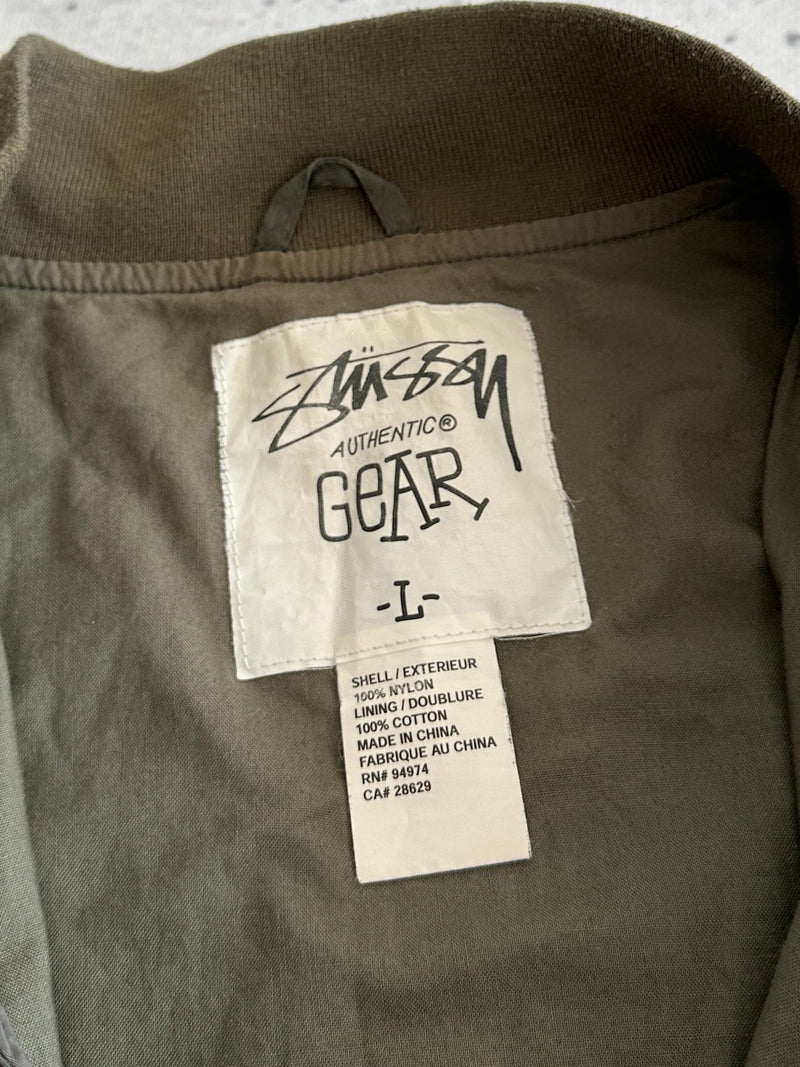 Stüssy
AUTHENTIC®
GeAR
-L-
SHELL / EXTERIEUR
100% NYLON
LINING / DOUBLURE
100% COTTON
MADE IN CHINA
FABRIQUE AU CHINA
RN# 94974
CA# 28629